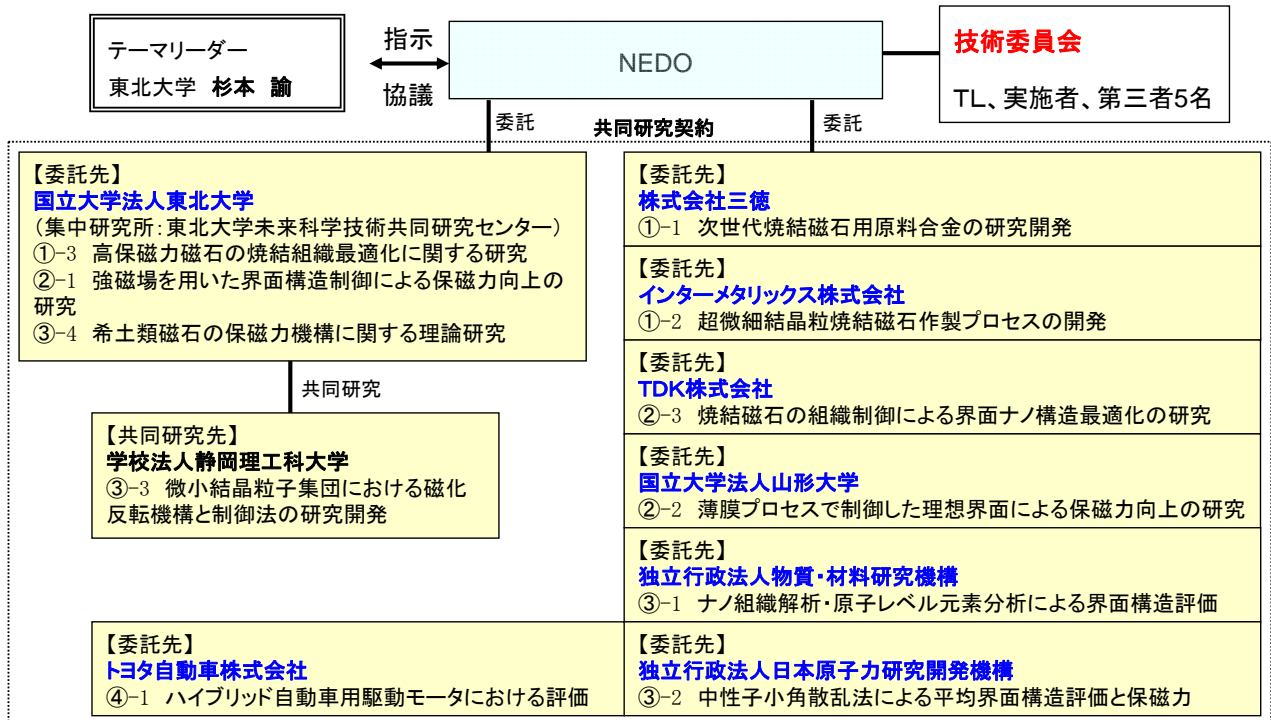 テーマリーダー
東北大学 杉本 諭
指示
協議
NEDO
技術委員会
TL、実施者、第三者5名
委託
共同研究契約
委託
【委託先】
国立大学法人東北大学
(集中研究所:東北大学未来科学技術共同研究センター)
①-3 高保磁力磁石の焼結組織最適化に関する研究
②-1 強磁場を用いた界面構造制御による保磁力向上の
研究
③-4 希土類磁石の保磁力機構に関する理論研究
共同研究
【共同研究先】
学校法人静岡理工科大学
③-3 微小結晶粒子集団における磁化
反転機構と制御法の研究開発
【委託先】
トヨタ自動車株式会社
④-1 ハイブリッド自動車用駆動モータにおける評価
【委託先】
株式会社三徳
①-1 次世代焼結磁石用原料合金の研究開発
【委託先】
インターメタリックス株式会社
①-2 超微細結晶粒焼結磁石作製プロセスの開発
【委託先】
TDK株式会社
②-3 焼結磁石の組織制御による界面ナノ構造最適化の研究
【委託先】
国立大学法人山形大学
②-2 薄膜プロセスで制御した理想界面による保磁力向上の研究
【委託先】
独立行政法人物質・材料研究機構
③-1 ナノ組織解析・原子レベル元素分析による界面構造評価
【委託先】
独立行政法人日本原子力研究開発機構
③-2 中性子小角散乱法による平均界面構造評価と保磁力